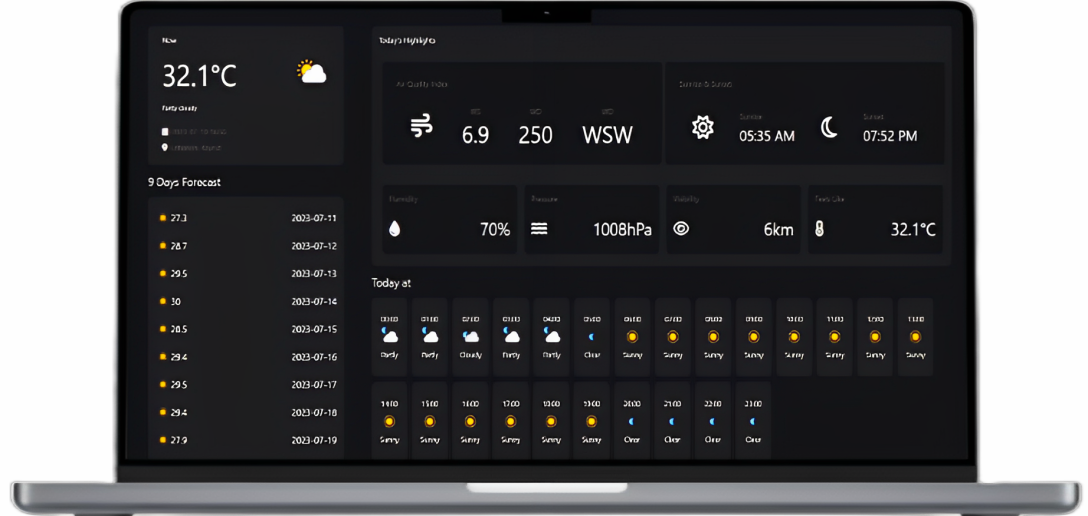 Now
Today's Highlights
32.1°C
Partly Cloudy
Air Quality Index
Sunrise & Sunset
6.9
250
WSW
Sunrise
05:35 AM
Sunset
07:52 PM
9 Days Forecast
Humidity
Pressure
Visibility
Feels Like
70%
1008hPa
6km
32.1°C
27.3 2023-07-11
28.7 2023-07-12
29.5 2023-07-13
30 2023-07-14
28.5 2023-07-15
29.4 2023-07-16
29.5 2023-07-17
29.4 2023-07-18
27.9 2023-07-19
Today at
00:00 01:00 02:00 03:00 04:00 05:00 06:00 07:00 08:00 09:00 10:00 11:00 12:00 13:00
Partly Partly Cloudy Partly Partly Clear Sunny Sunny Sunny Sunny Sunny Sunny Sunny Sunny
14:00 15:00 16:00 17:00 18:00 19:00 20:00 21:00 22:00 23:00
Sunny Sunny Sunny Sunny Sunny Sunny Clear Clear Clear Clear